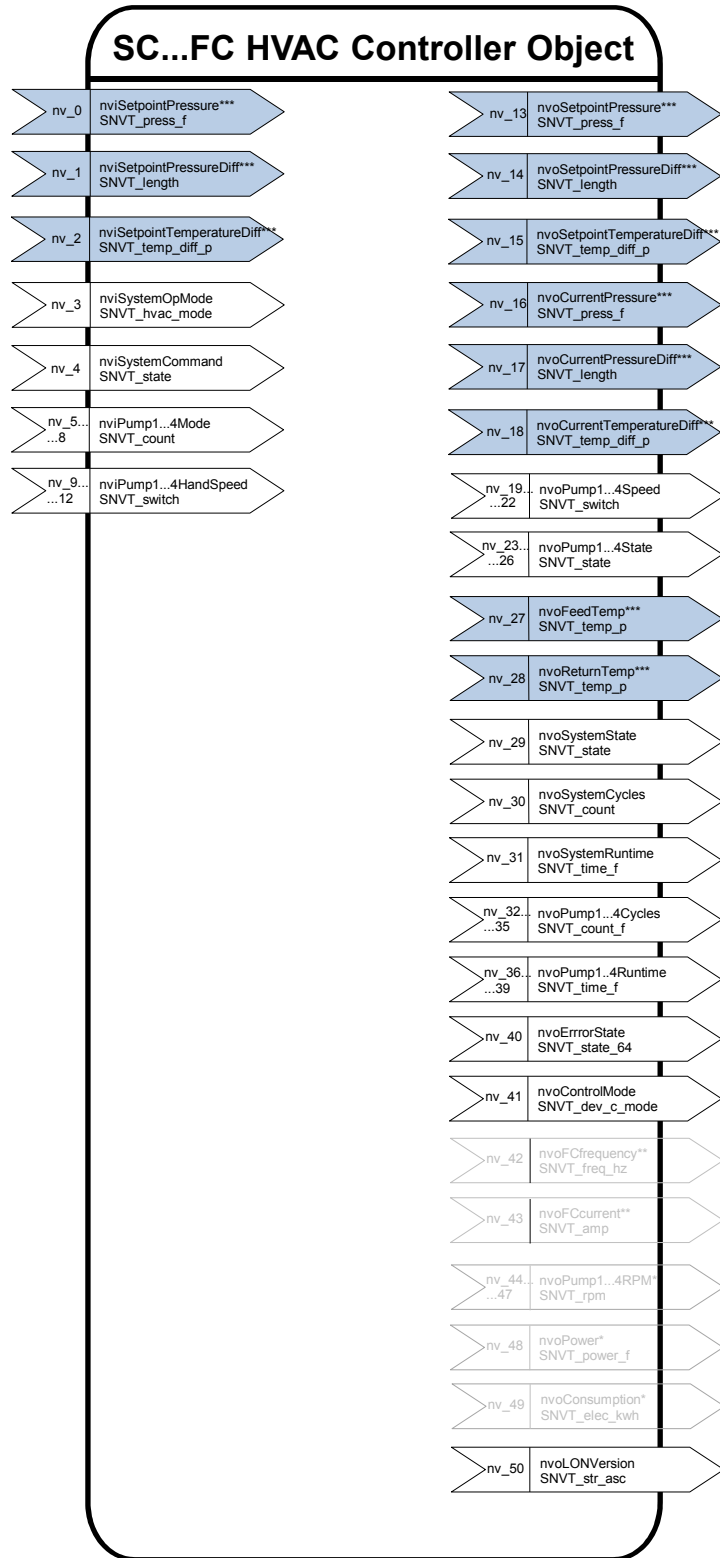 SC...FC HVAC Controller Object
nv_0
nviSetpointPressure***
SNVT_press_f
nv_1
nviSetpointPressureDiff***
SNVT_length
nv_2
nviSetpointTemperatureDiff***
SNVT_temp_diff_p
nv_3
nviSystemOpMode
SNVT_hvac_mode
nv_4
nviSystemCommand
SNVT_state
nv_5...
...8
nviPump1...4Mode
SNVT_count
nv_9...
...12
nviPump1...4HandSpeed
SNVT_switch
nv_13
nvoSetpointPressure***
SNVT_press_f
nv_14
nvoSetpointPressureDiff***
SNVT_length
nv_15
nvoSetpointTemperatureDiff***
SNVT_temp_diff_p
nv_16
nvoCurrentPressure***
SNVT_press_f
nv_17
nvoCurrentPressureDiff***
SNVT_length
nv_18
nvoCurrentTemperatureDiff***
SNVT_temp_diff_p
nv_19...
...22
nvoPump1...4Speed
SNVT_switch
nv_23...
...26
nvoPump1...4State
SNVT_state
nv_27
nvoFeedTemp***
SNVT_temp_p
nv_28
nvoReturnTemp***
SNVT_temp_p
nv_29
nvoSystemState
SNVT_state
nv_30
nvoSystemCycles
SNVT_count
nv_31
nvoSystemRuntime
SNVT_time_f
nv_32...
...35
nvoPump1...4Cycles
SNVT_count_f
nv_36...
...39
nvoPump1..4Runtime
SNVT_time_f
nv_40
nvoErrrorState
SNVT_state_64
nv_41
nvoControlMode
SNVT_dev_c_mode
nv_42
nvoFCfrequency**
SNVT_freq_hz
nv_43
nvoFCcurrent**
SNVT_amp
nv_44...
...47
nvoPump1...4RPM*
SNVT_rpm
nv_48
nvoPower*
SNVT_power_f
nv_49
nvoConsumption*
SNVT_elec_kwh
nv_50
nvoLONVersion
SNVT_str_asc